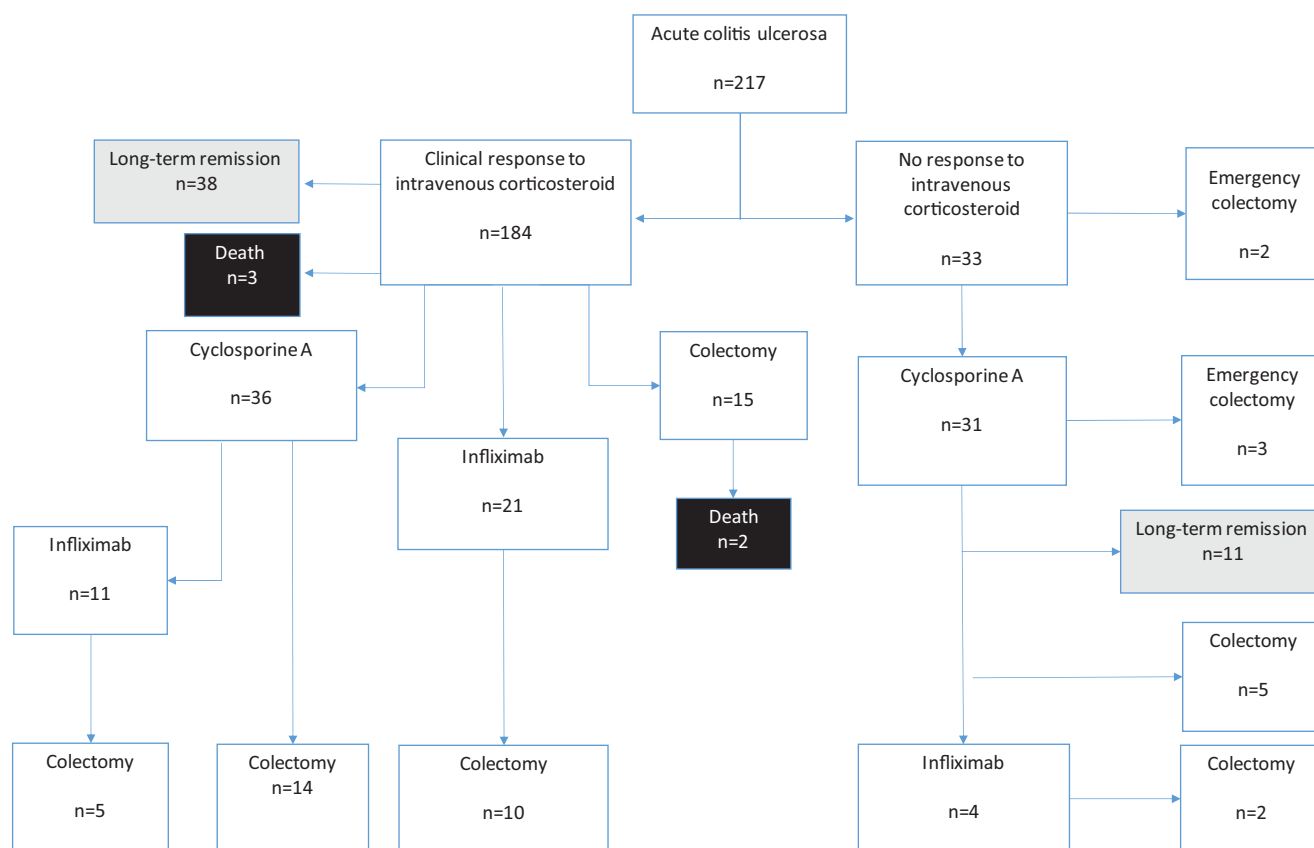 Acute colitis ulcerosa
n=217
Long-term remission
n=38
Clinical response to
intravenous corticosteroid
n=184
No response to
intravenous
corticosteroid
n=33
Emergency
colectomy
n=2
Death
n=3
Cyclosporine A
n=36
Colectomy
n=15
Cyclosporine A
n=31
Emergency
colectomy
n=3
Infliximab
n=21
Death
n=2
Long-term remission
n=11
Infliximab
n=11
Colectomy
n=5
Colectomy
n=5
Colectomy
n=14
Colectomy
n=10
Infliximab
n=4
Colectomy
n=2